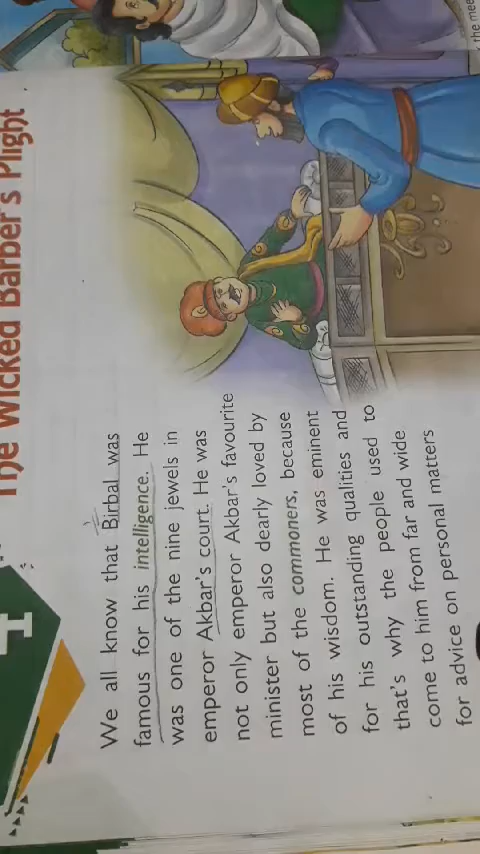 The Wicked Barber's Plight
We all know that Birbal was
famous for his intelligence. He
was one of the nine jewels in
emperor Akbar's court. He was
not only emperor Akbar's favourite
minister but also dearly loved by
most of the commoners, because
of his wisdom. He was eminent
for his outstanding qualities and
that's why the people used to
come to him from far and wide
for advice on personal matters
the